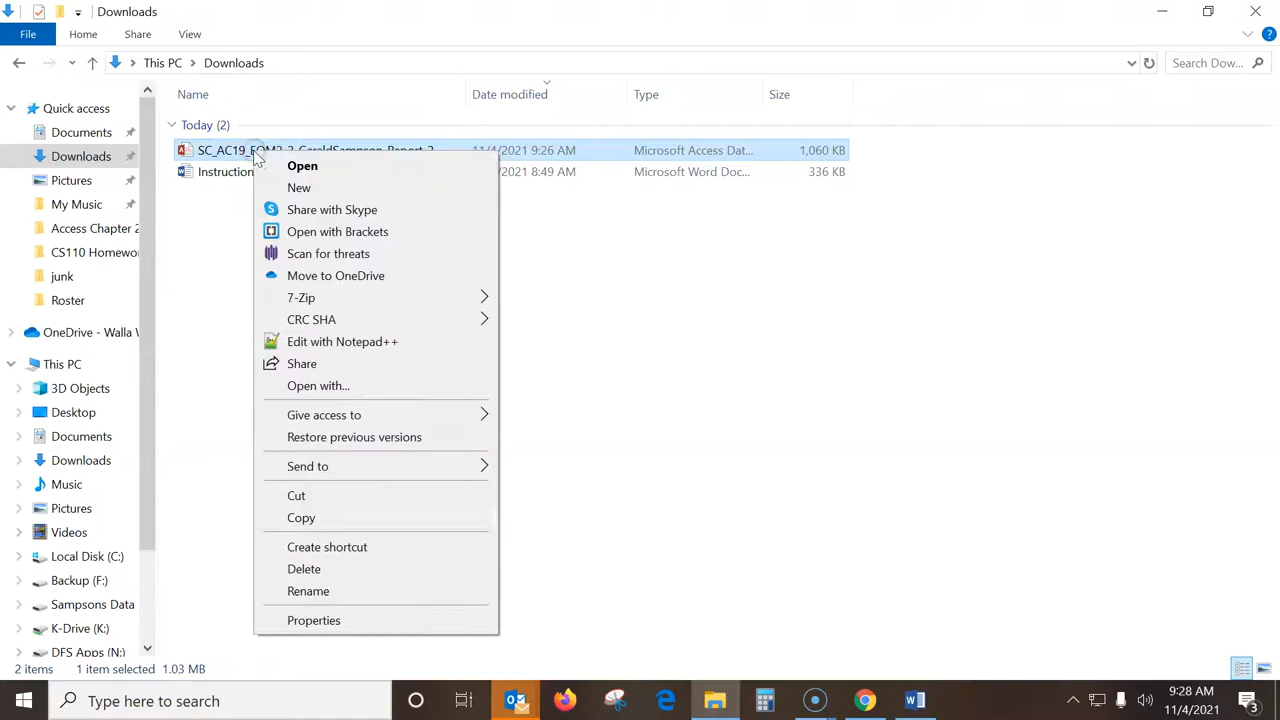 Downloads
File Home Share View
This PC Downloads Search Dow...
Name Date modified Type Size
Today (2)
Quick access
Documents
Downloads
Pictures
My Music
Access Chapter 2
CS110 Homewor
junk
Roster
OneDrive - Walla W
This PC
3D Objects
Desktop
Documents
Downloads
Music
Pictures
Videos
Local Disk (C:)
Backup (F:)
Sampsons Data
K-Drive (K:)
DFS Apps (N:)
SC_AC19_EOM2-2_GeraldSampson_Report_2 11/4/2021 9:26 AM Microsoft Access Dat... 1,060 KB
Instruction 2021 8:49 AM Microsoft Word Doc... 336 KB
Open
New
Share with Skype
Open with Brackets
Scan for threats
Move to OneDrive
7-Zip
CRC SHA
Edit with Notepad++
Share
Open with...
Give access to
Restore previous versions
Send to
Cut
Copy
Create shortcut
Delete
Rename
Properties
2 items 1 item selected 1.03 MB
Type here to search
9:28 AM
11/4/2021
3